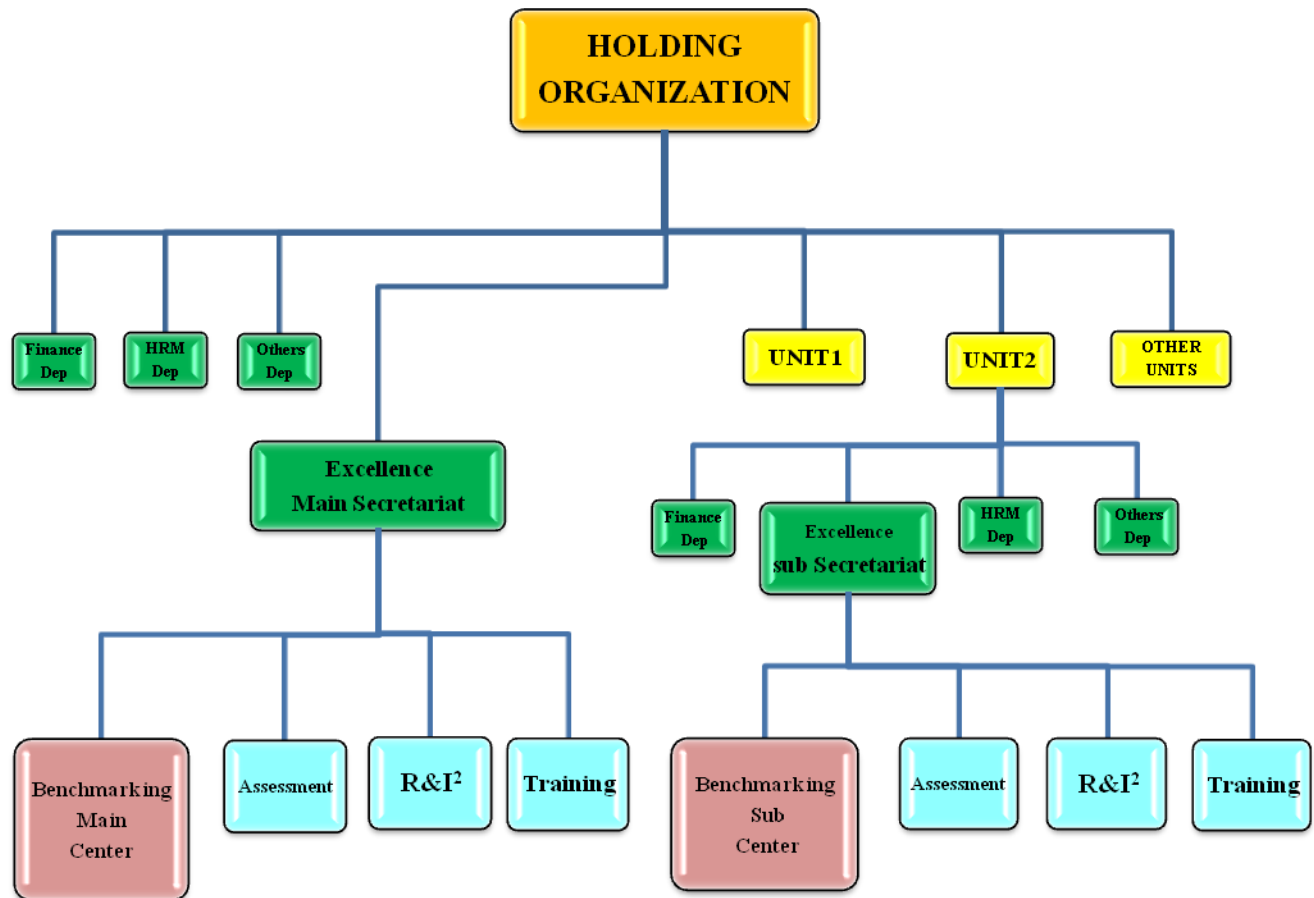 HOLDING
ORGANIZATION
Finance
Dep
HRM
Dep
Others
Dep
UNIT1
UNIT2
OTHER
UNITS
Excellence
Main Secretariat
Finance
Dep
Excellence
sub Secretariat
HRM
Dep
Others
Dep
Benchmarking
Main
Center
Assessment
R&I²
Training
Benchmarking
Sub
Center
Assessment
R&I²
Training